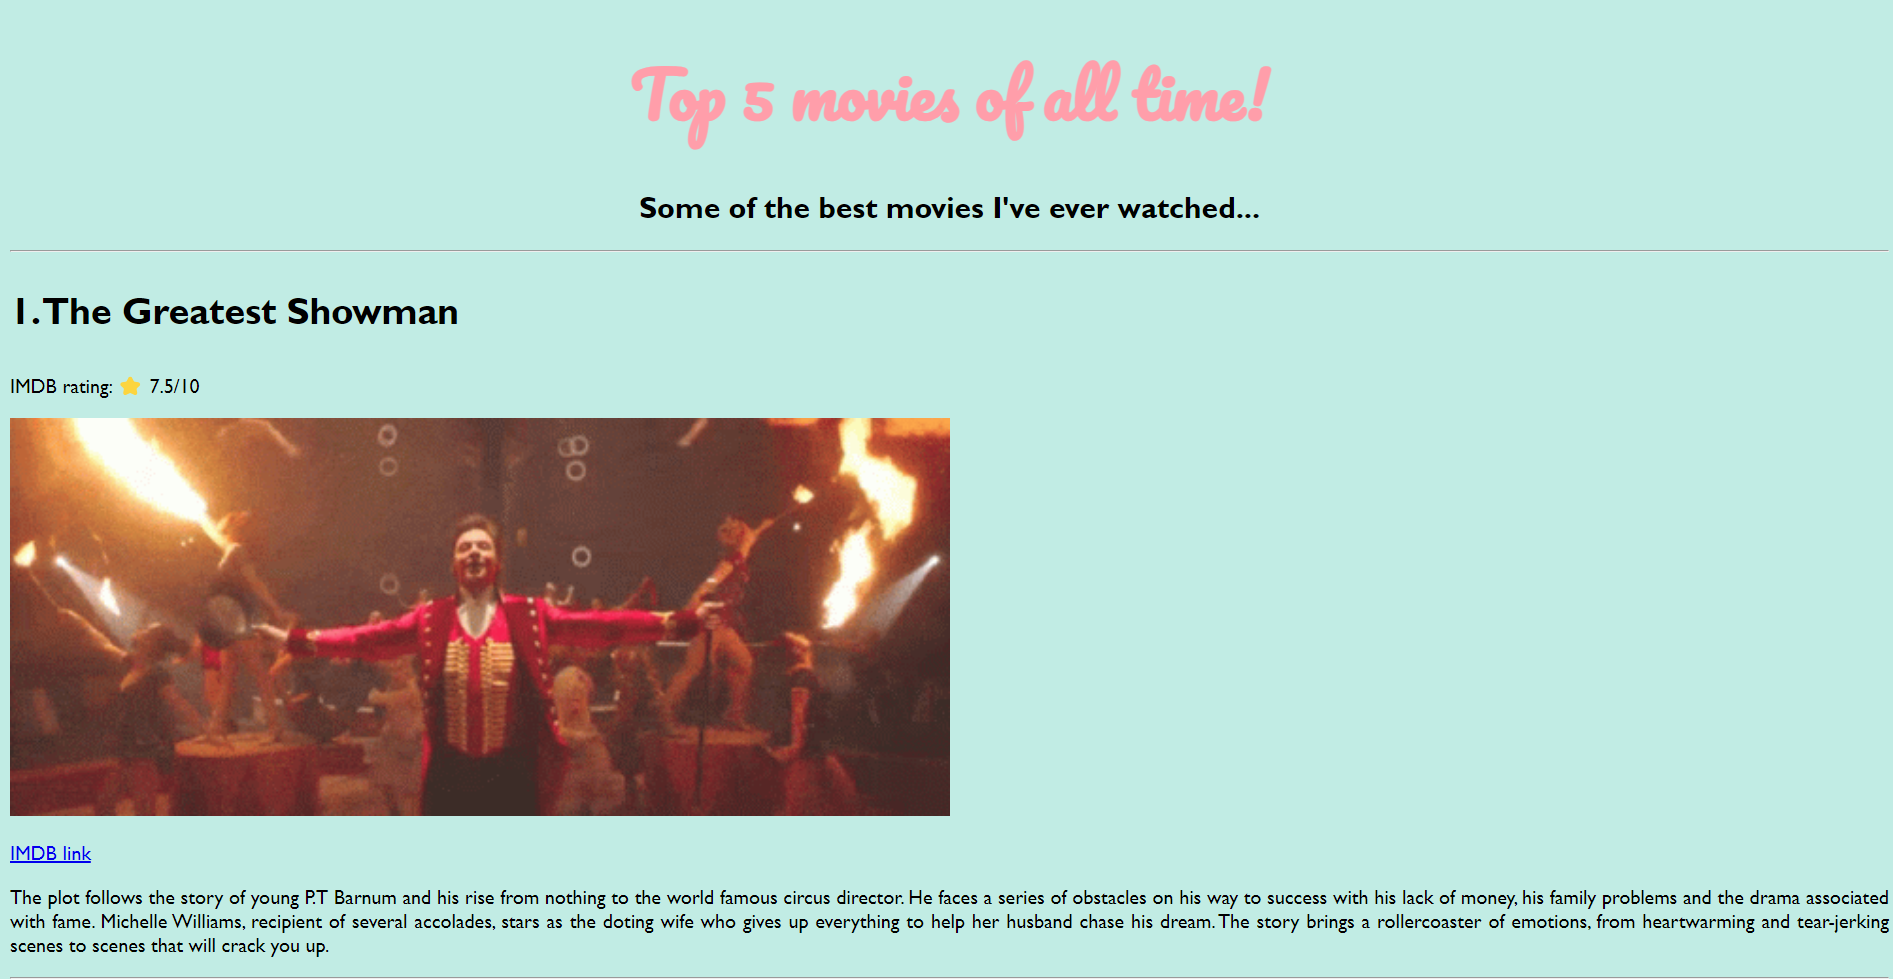 Top 5 movies of all time!
Some of the best movies I've ever watched...
1. The Greatest Showman
IMDB rating: ⭐ 7.5/10
IMDB link
The plot follows the story of young P.T Barnum and his rise from nothing to the world famous circus director. He faces a series of obstacles on his way to success with his lack of money, his family problems and the drama associated
with fame. Michelle Williams, recipient of several accolades, stars as the doting wife who gives up everything to help her husband chase his dream. The story brings a rollercoaster of emotions, from heartwarming and tear-jerking
scenes to scenes that will crack you up.